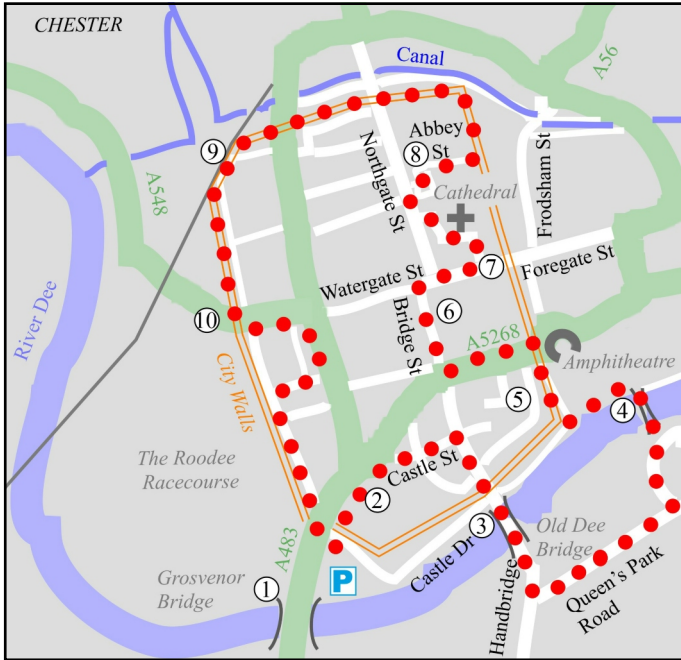 CHESTER
Canal
A56
9
Abbey
St
8
Northgate St
Frodsham St
Cathedral
A548
River Dee
7
Foregate St
Watergate St
10
6
Bridge St
A5268
Amphitheatre
City Walls
5
4
The Roodee
Racecourse
Castle St
2
3
Old Dee
Bridge
Castle Dr
A483
Grosvenor
Bridge
1
P
Handbridge
Queen's Park
Road